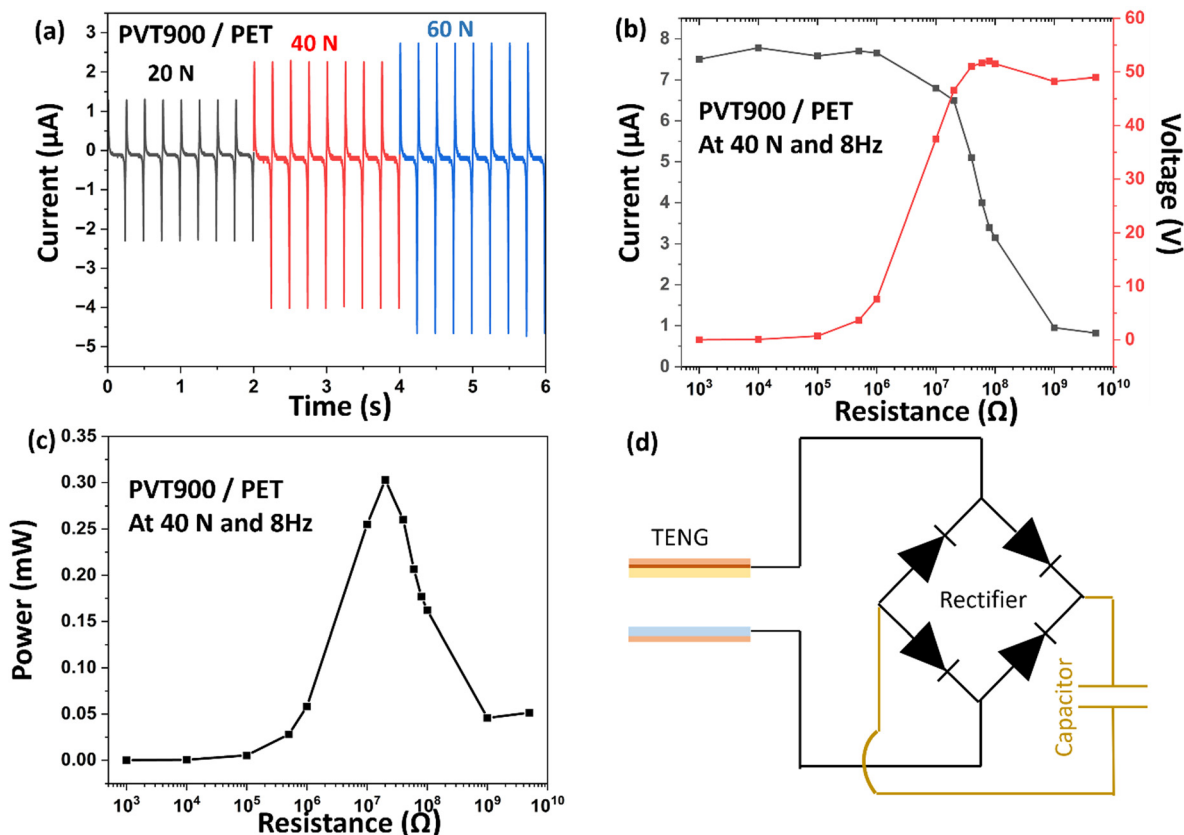 (a)
PVT900 / PET
20 N
40 N
60 N
3
2
1
0
−1
−2
−3
−4
−5
Current (µA)
0 1 2 3 4 5 6
Time (s)
(b)
PVT900 / PET
At 40 N and 8Hz
8
7
6
5
4
3
2
1
0
Current (µA)
60
50
40
30
20
10
0
Voltage (V)
10³ 10⁴ 10⁵ 10⁶ 10⁷ 10⁸ 10⁹ 10¹⁰
Resistance (Ω)
(c)
PVT900 / PET
At 40 N and 8Hz
0.35
0.30
0.25
0.20
0.15
0.10
0.05
0.00
Power (mW)
10³ 10⁴ 10⁵ 10⁶ 10⁷ 10⁸ 10⁹ 10¹⁰
Resistance (Ω)
(d)
TENG
Rectifier
Capacitor